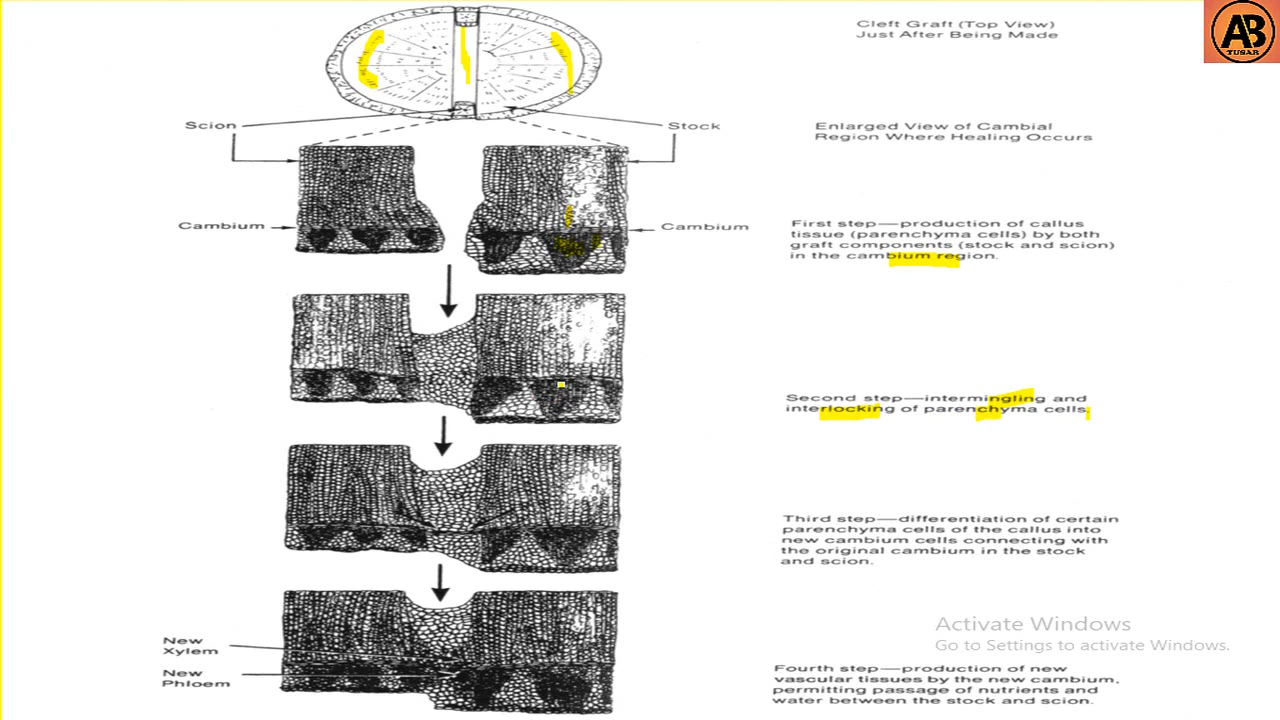 AB
TUSAR
Cleft Graft (Top View)
Just After Being Made
Scion
Stock
Enlarged View of Cambial
Region Where Healing Occurs
Cambium
Cambium
First step—production of callus
tissue (parenchyma cells) by both
graft components (stock and scion)
in the cambium region.
Second step—intermingling and
interlocking of parenchyma cells.
Third step—differentiation of certain
parenchyma cells of the callus into
new cambium cells connecting with
the original cambium in the stock
and scion.
New
Xylem
New
Phloem
Activate Windows
Go to Settings to activate Windows.
Fourth step—production of new
vascular tissues by the new cambium,
permitting passage of nutrients and
water between the stock and scion.